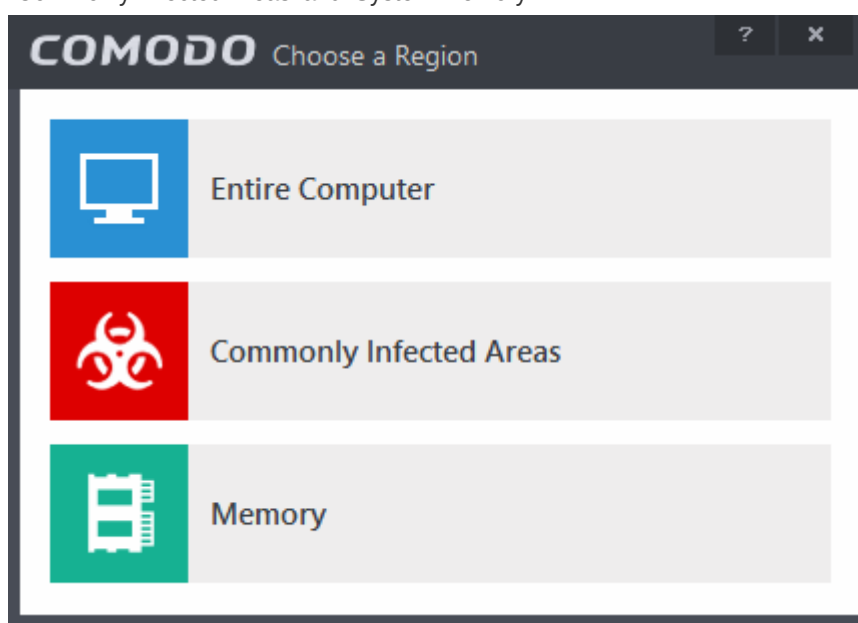 COMODO Choose a Region ? ×
Entire Computer
Commonly Infected Areas
Memory